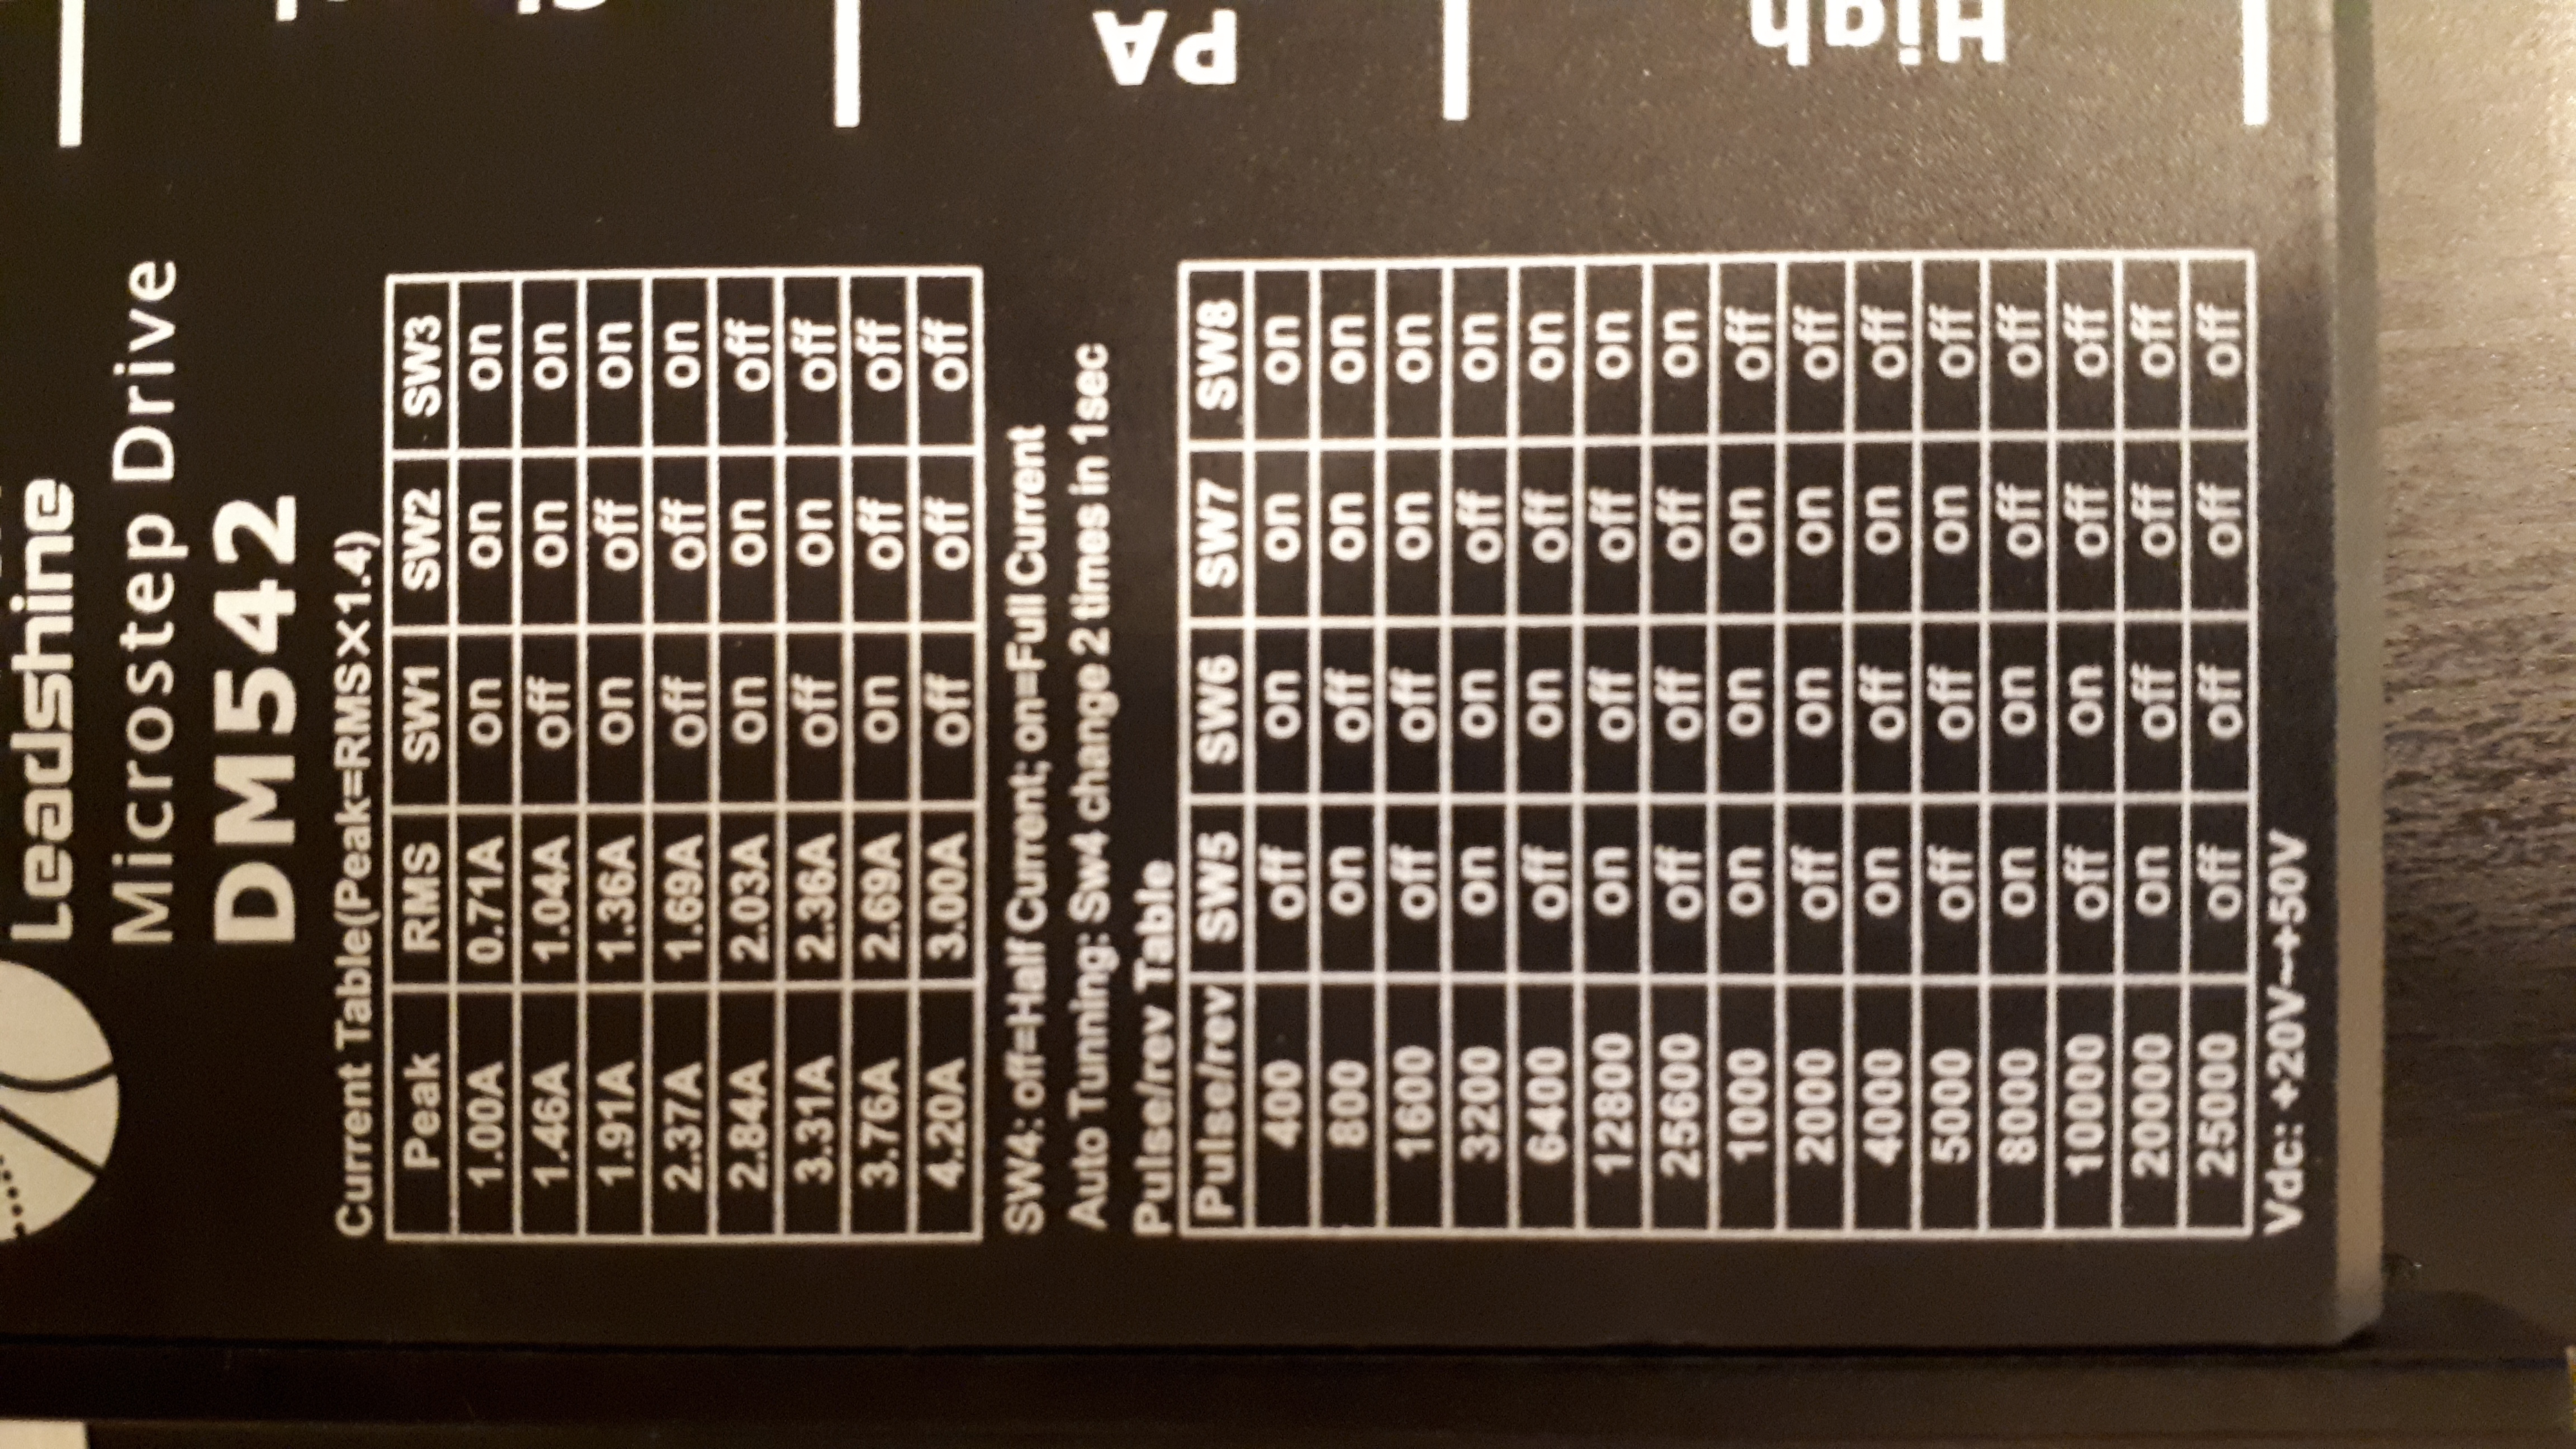 Leadshine
Microstep Drive
DM542
Current Table(Peak=RMS×1.4)
Peak RMS SW1 SW2 SW3
1.00A 0.71A on on on
1.46A 1.04A off on on
1.91A 1.36A on off on
2.37A 1.69A off off on
2.84A 2.03A on on off
3.31A 2.36A off on off
3.76A 2.69A on off off
4.20A 3.00A off off off
SW4: off=Half Current; on=Full Current
Auto Tunning: Sw4 change 2 times in 1sec
Pulse/rev Table
Pulse/rev SW5 SW6 SW7 SW8
400 off on on on
800 on off on on
1600 off off on on
3200 on on off on
6400 off on off on
12800 on off off on
25600 off off off on
1000 on on on off
2000 off on on off
4000 on off on off
5000 off off on off
8000 on on off off
10000 off on off off
20000 on off off off
25000 off off off off
Vdc: +20V~+50V
PA
High